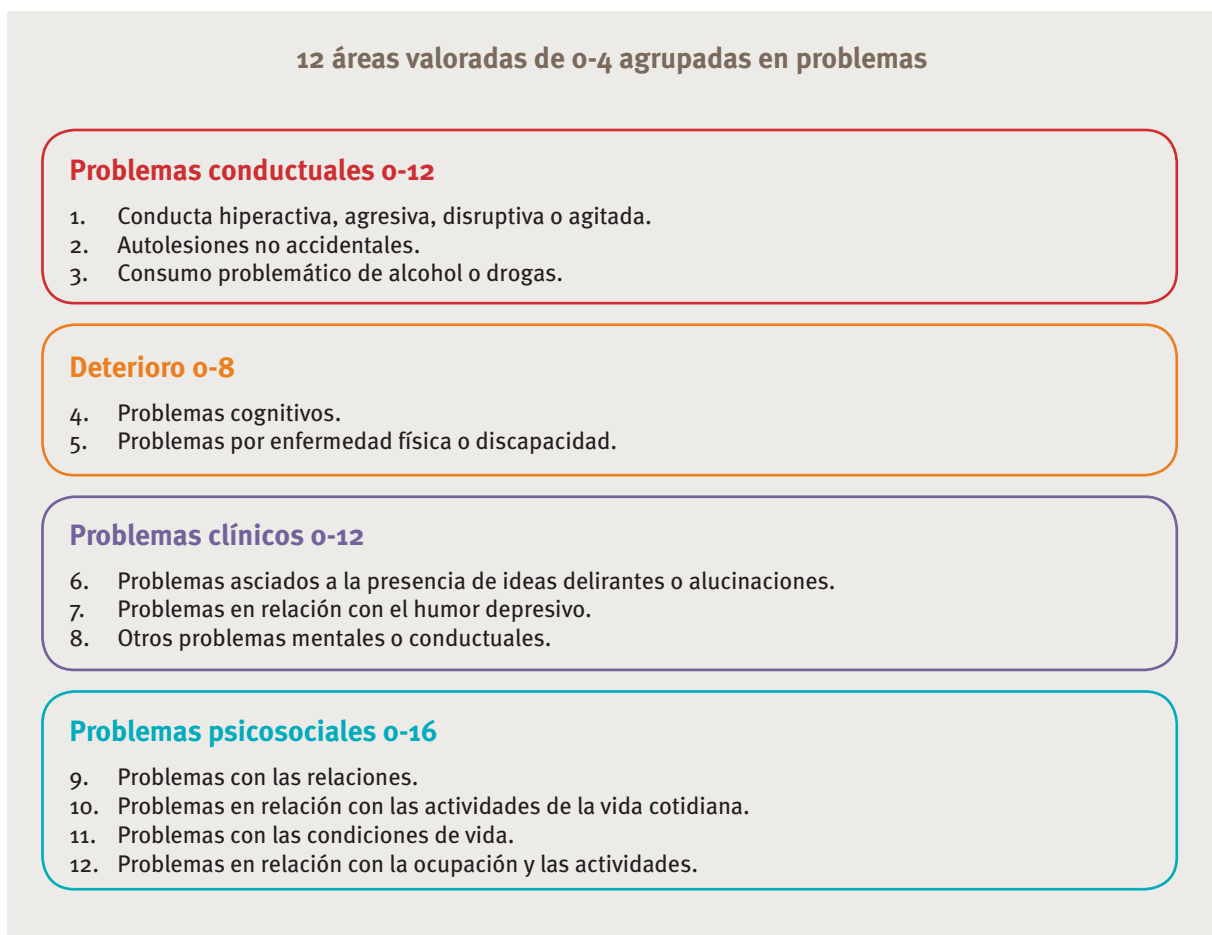 12 áreas valoradas de 0-4 agrupadas en problemas
Problemas conductuales 0-12
1. Conducta hiperactiva, agresiva, disruptiva o agitada.
2. Autolesiones no accidentales.
3. Consumo problemático de alcohol o drogas.
Deterioro 0-8
4. Problemas cognitivos.
5. Problemas por enfermedad física o discapacidad.
Problemas clínicos 0-12
6. Problemas asciados a la presencia de ideas delirantes o alucinaciones.
7. Problemas en relación con el humor depresivo.
8. Otros problemas mentales o conductuales.
Problemas psicosociales 0-16
9. Problemas con las relaciones.
10. Problemas en relación con las actividades de la vida cotidiana.
11. Problemas con las condiciones de vida.
12. Problemas en relación con la ocupación y las actividades.